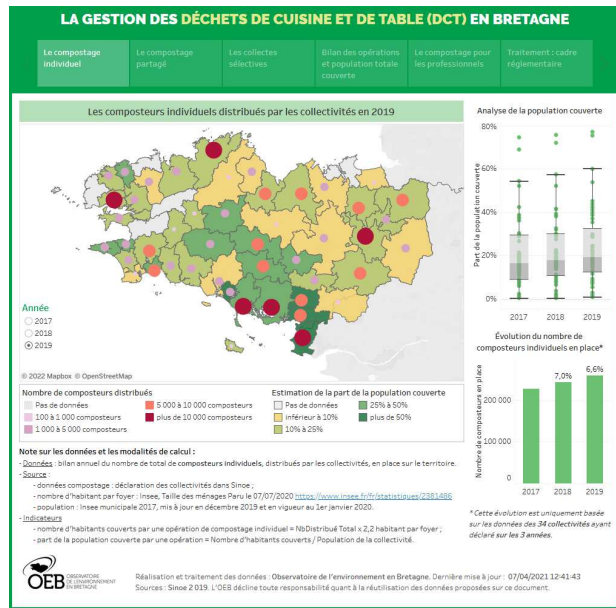 LA GESTION DES DÉCHETS DE CUISINE ET DE TABLE (DCT) EN BRETAGNE
Le compostage individuel
Le compostage partagé
Les collectes sélectives
Bilan des opérations et population totale couverte
Le compostage pour les professionnels
Traitement : cadre réglementaire
Les composteurs individuels distribués par les collectivités en 2019
Année
2017
2018
2019
© 2022 Mapbox © OpenStreetMap
Nombre de composteurs distribués
Pas de données
100 à 1 000 composteurs
1 000 à 5 000 composteurs
5 000 à 10 000 composteurs
plus de 10 000 composteurs
Estimation de la part de la population couverte
Pas de données
inférieur à 10%
10% à 25%
25% à 50%
plus de 50%
Analyse de la population couverte
Part de la population couverte
80%
60%
40%
20%
0%
2017 2018 2019
Évolution du nombre de
composteurs individuels en place*
Nombre de composteurs en place
7,0%
6,6%
200 000
100 000
0
2017 2018 2019
* Cette évolution est uniquement basée
sur les données des 34 collectivités ayant
déclaré sur les 3 années.
Note sur les données et les modalités de calcul :
- Données : bilan annuel du nombre de total de composteurs individuels, distribués par les collectivités, en place sur le territoire.
- Source :
- données compostage : déclaration des collectivités dans Sinoe ;
- nombre d'habitant par foyer : Insee, Taille des ménages Paru le 07/07/2020 https://www.insee.fr/fr/statistiques/2381486
- population : Insee municipale 2017, mis à jour en décembre 2019 et en vigueur au 1er janvier 2020.
- Indicateurs
- nombre d'habitants couverts par une opération de compostage individuel = NbDistribué Total x 2,2 habitant par foyer ;
- part de la population couverte par une opération = Nombre d'habitants couverts / Population de la collectivité.
OEB OBSERVATOIRE
DE L'ENVIRONNEMENT
EN BRETAGNE
Réalisation et traitement des données : Observatoire de l'environnement en Bretagne. Dernière mise à jour : 07/04/2021 12:41:43
Sources : Sinoe 2 019. L'OEB décline toute responsabilité quant à la réutilisation des données proposées sur ce document.